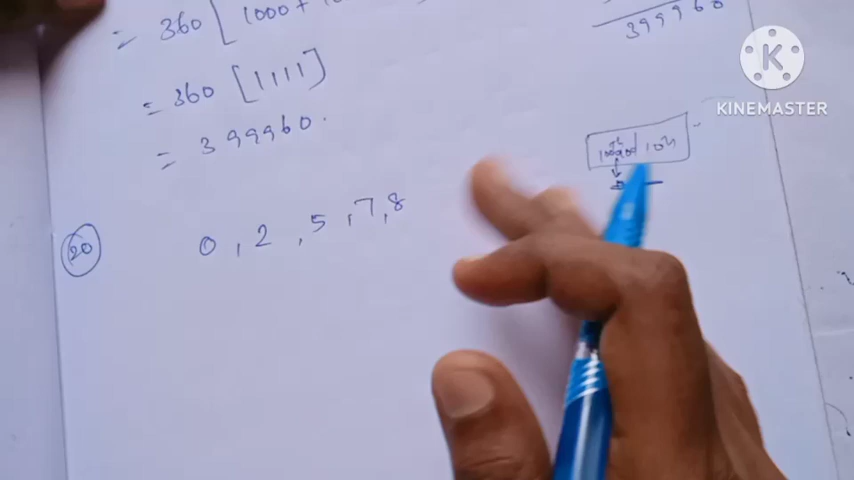 = 360 [1000 +
399960
= 360 [1111]
= 399960.
K
KINEMASTER
20 0, 2, 5, 7, 8